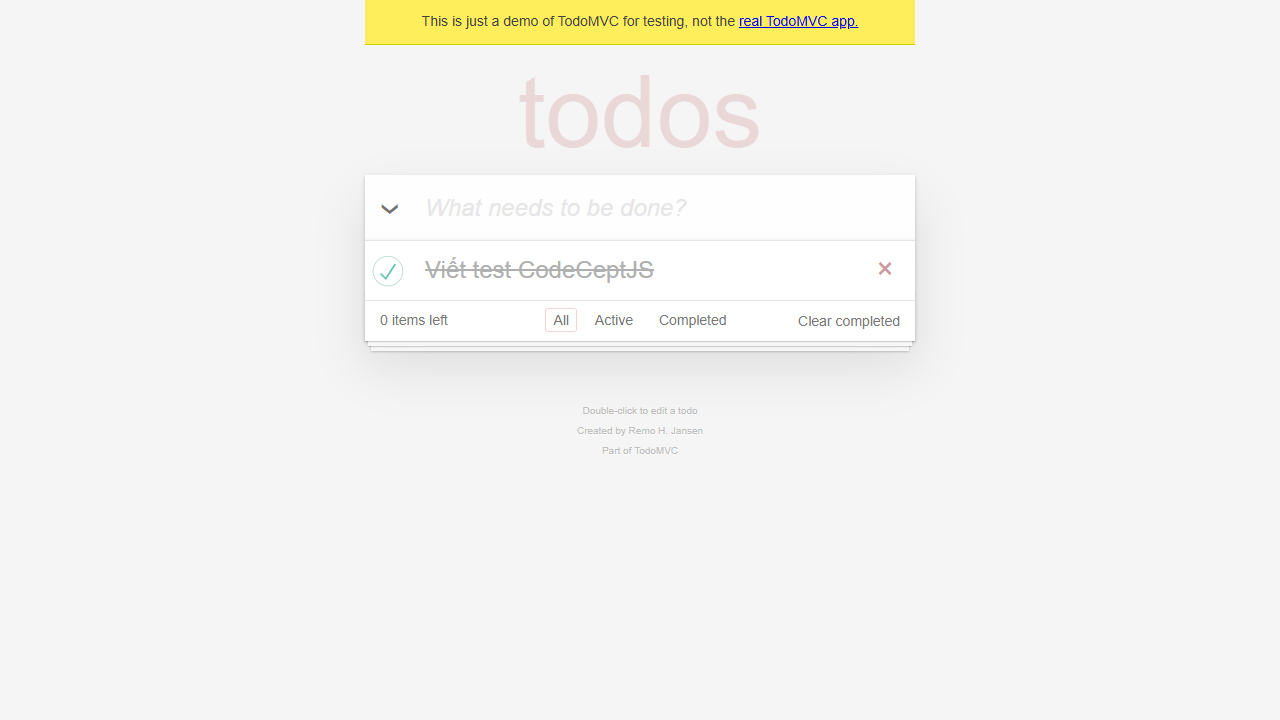 This is just a demo of TodoMVC for testing, not the real TodoMVC app.
todos
What needs to be done?
Viết test CodeCeptJS
0 items left All Active Completed Clear completed
Double-click to edit a todo
Created by Remo H. Jansen
Part of TodoMVC